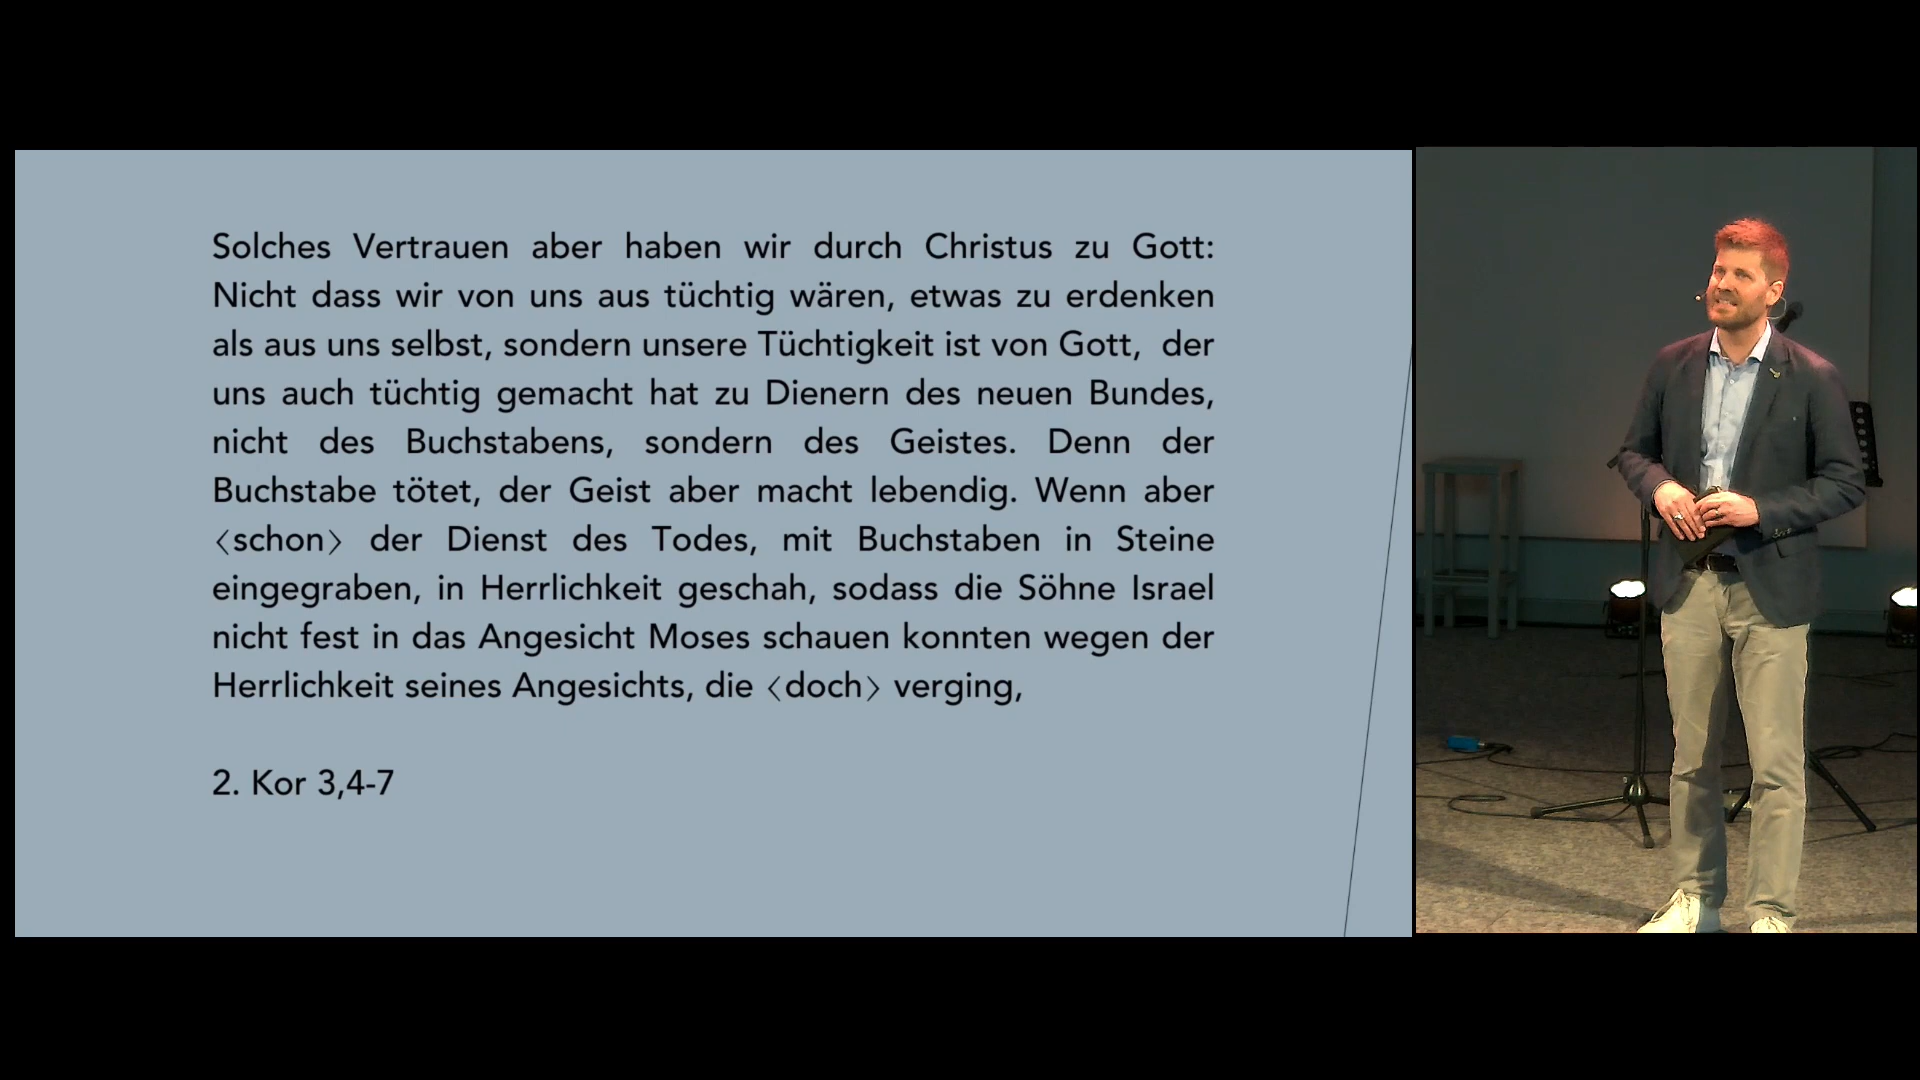 Solches Vertrauen aber haben wir durch Christus zu Gott:
Nicht dass wir von uns aus tüchtig wären, etwas zu erdenken
als aus uns selbst, sondern unsere Tüchtigkeit ist von Gott,  der
uns auch tüchtig gemacht hat zu Dienern des neuen Bundes,
nicht des Buchstabens, sondern des Geistes. Denn der
Buchstabe tötet, der Geist aber macht lebendig. Wenn aber
〈schon〉 der Dienst des Todes, mit Buchstaben in Steine
eingegraben, in Herrlichkeit geschah, sodass die Söhne Israel
nicht fest in das Angesicht Moses schauen konnten wegen der
Herrlichkeit seines Angesichts, die 〈doch〉 verging,
2. Kor 3,4-7